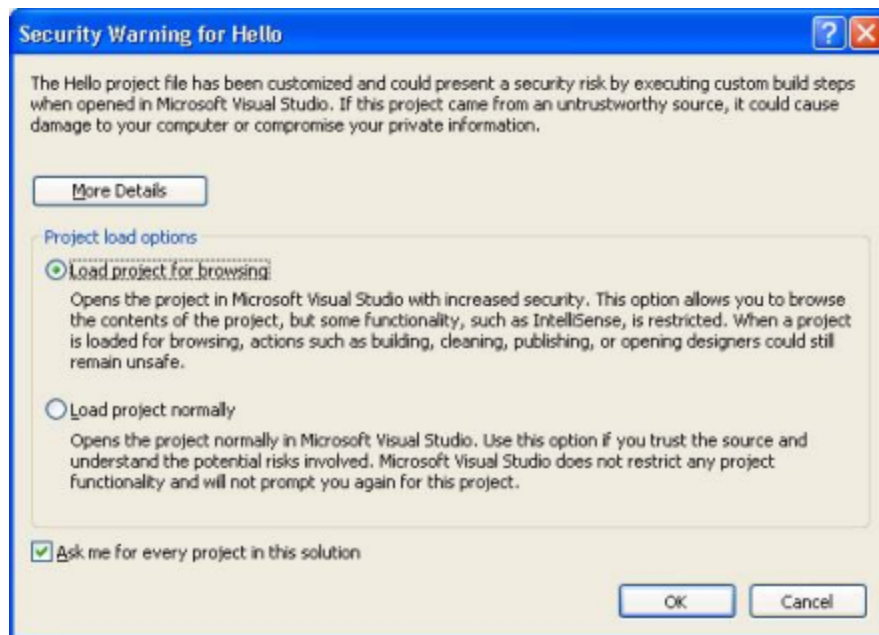 Security Warning for Hello
The Hello project file has been customized and could present a security risk by executing custom build steps
when opened in Microsoft Visual Studio. If this project came from an untrustworthy source, it could cause
damage to your computer or compromise your private information.
More Details
Project load options
Load project for browsing
Opens the project in Microsoft Visual Studio with increased security. This option allows you to browse
the contents of the project, but some functionality, such as IntelliSense, is restricted. When a project
is loaded for browsing, actions such as building, cleaning, publishing, or opening designers could still
remain unsafe.
Load project normally
Opens the project normally in Microsoft Visual Studio. Use this option if you trust the source and
understand the potential risks involved. Microsoft Visual Studio does not restrict any project
functionality and will not prompt you again for this project.
Ask me for every project in this solution
OK Cancel